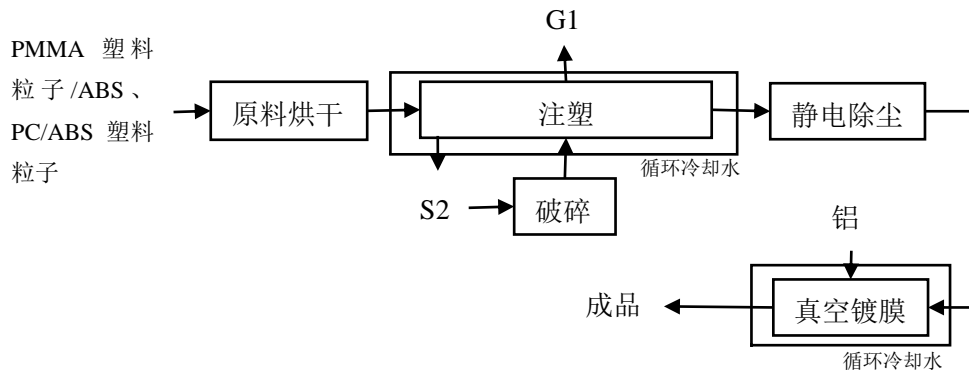 G1
PMMA 塑料
粒子/ABS、
PC/ABS 塑料
粒子
原料烘干
注塑
静电除尘
循环冷却水
S2
破碎
铝
成品
真空镀膜
循环冷却水